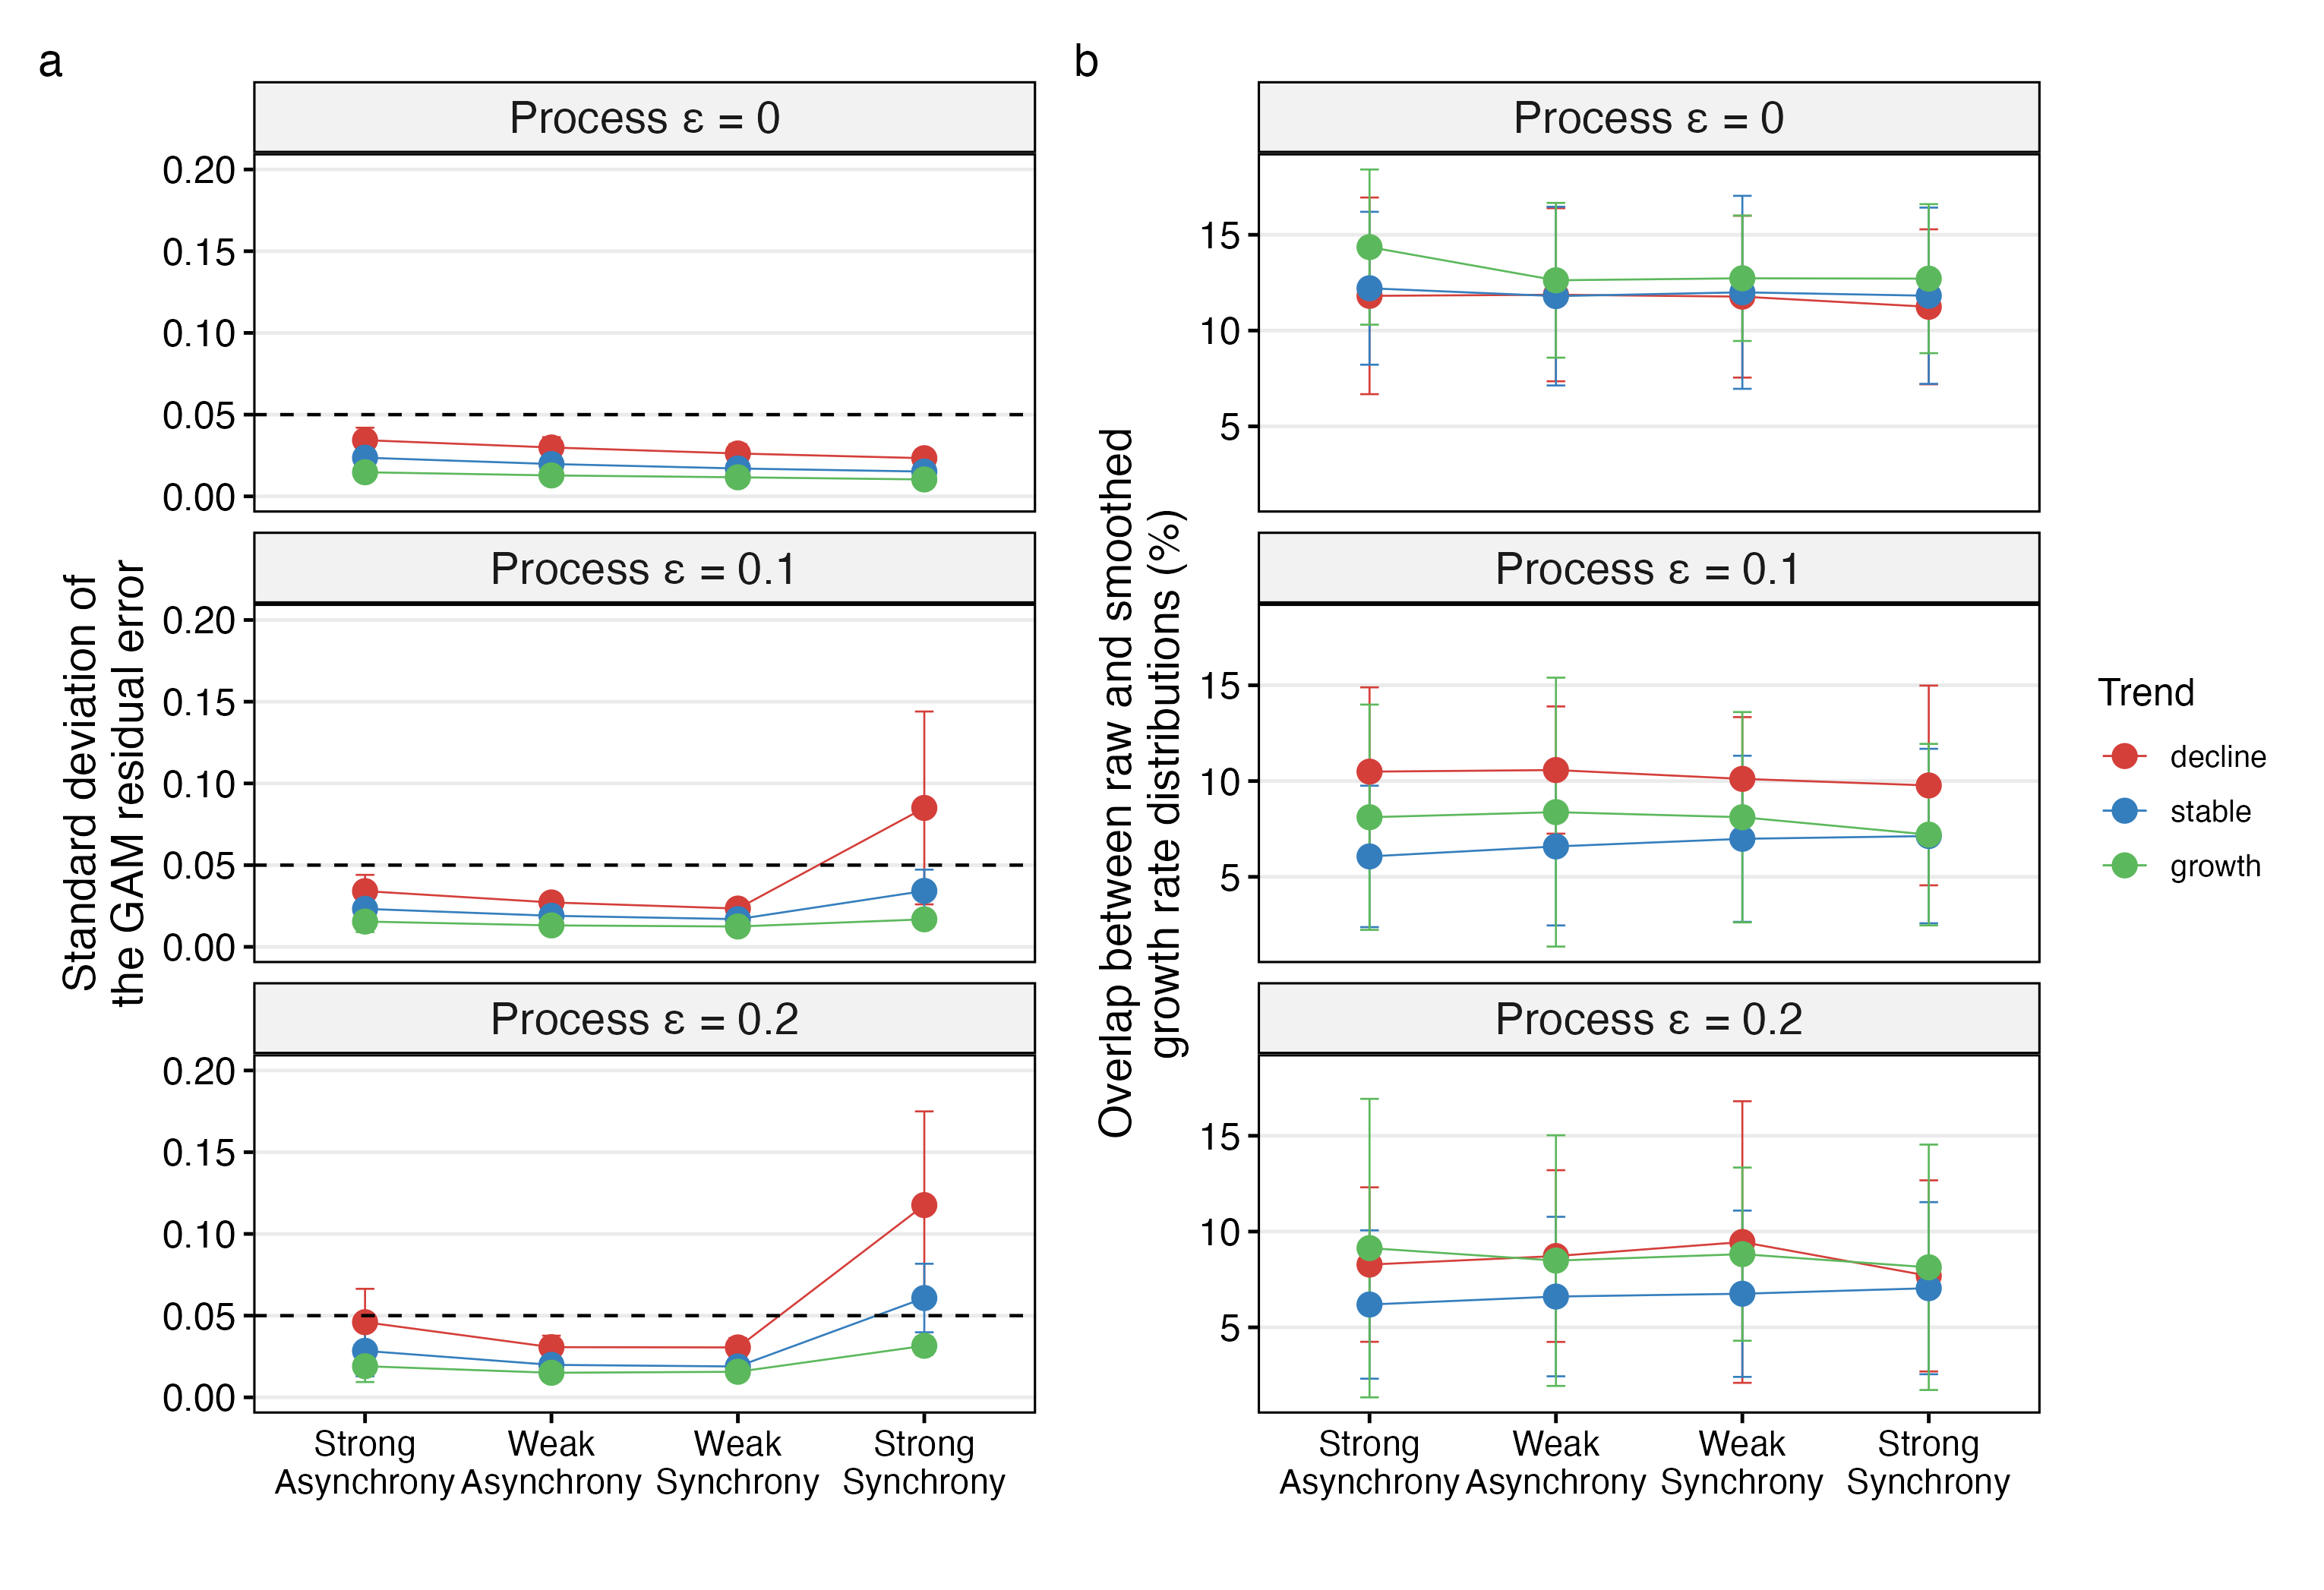 a
Standard deviation of
the GAM residual error
Process ε = 0
0.20
0.15
0.10
0.05
0.00
Process ε = 0.1
0.20
0.15
0.10
0.05
0.00
Process ε = 0.2
0.20
0.15
0.10
0.05
0.00
Strong
Asynchrony
Weak
Asynchrony
Weak
Synchrony
Strong
Synchrony
b
Overlap between raw and smoothed
growth rate distributions (%)
Process ε = 0
15
10
5
Process ε = 0.1
15
10
5
Process ε = 0.2
15
10
5
Strong
Asynchrony
Weak
Asynchrony
Weak
Synchrony
Strong
Synchrony
Trend
decline
stable
growth